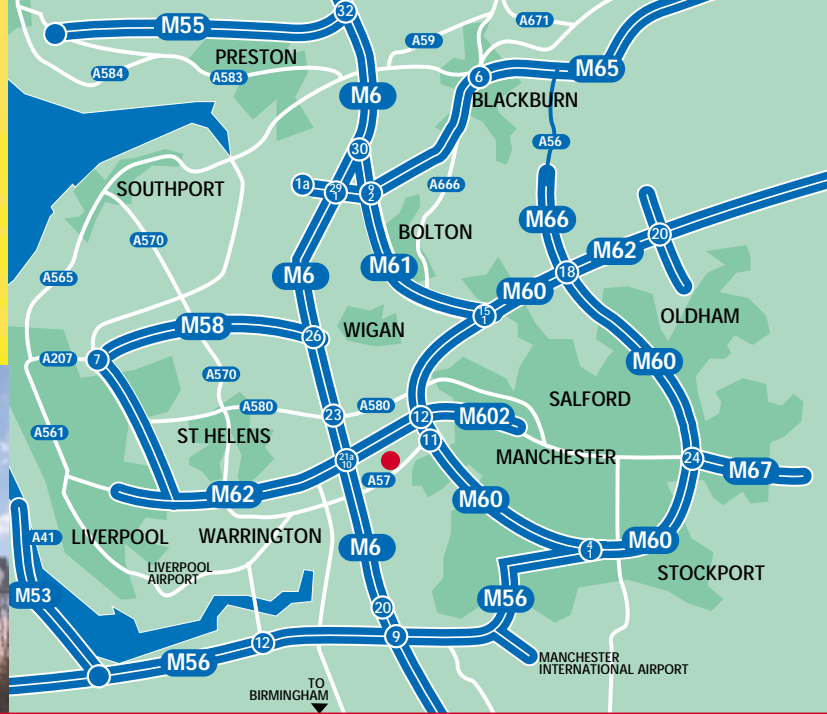 32
M55
A671
A59
PRESTON
A584
A583
M65
6
M6
BLACKBURN
A56
30
1a
29
1
9
2
A666
SOUTHPORT
M66
A570
BOLTON
20
M62
M61
18
A565
M6
M60
15
1
OLDHAM
M58
WIGAN
26
A207
7
M60
A570
SALFORD
A580
A580
23
12
M602
A561
ST HELENS
11
MANCHESTER
21a
10
24
A57
M67
M62
M60
A41
LIVERPOOL
WARRINGTON
M6
4
1
M60
LIVERPOOL
AIRPORT
STOCKPORT
M53
M56
20
12
9
M56
MANCHESTER
INTERNATIONAL AIRPORT
TO
BIRMINGHAM